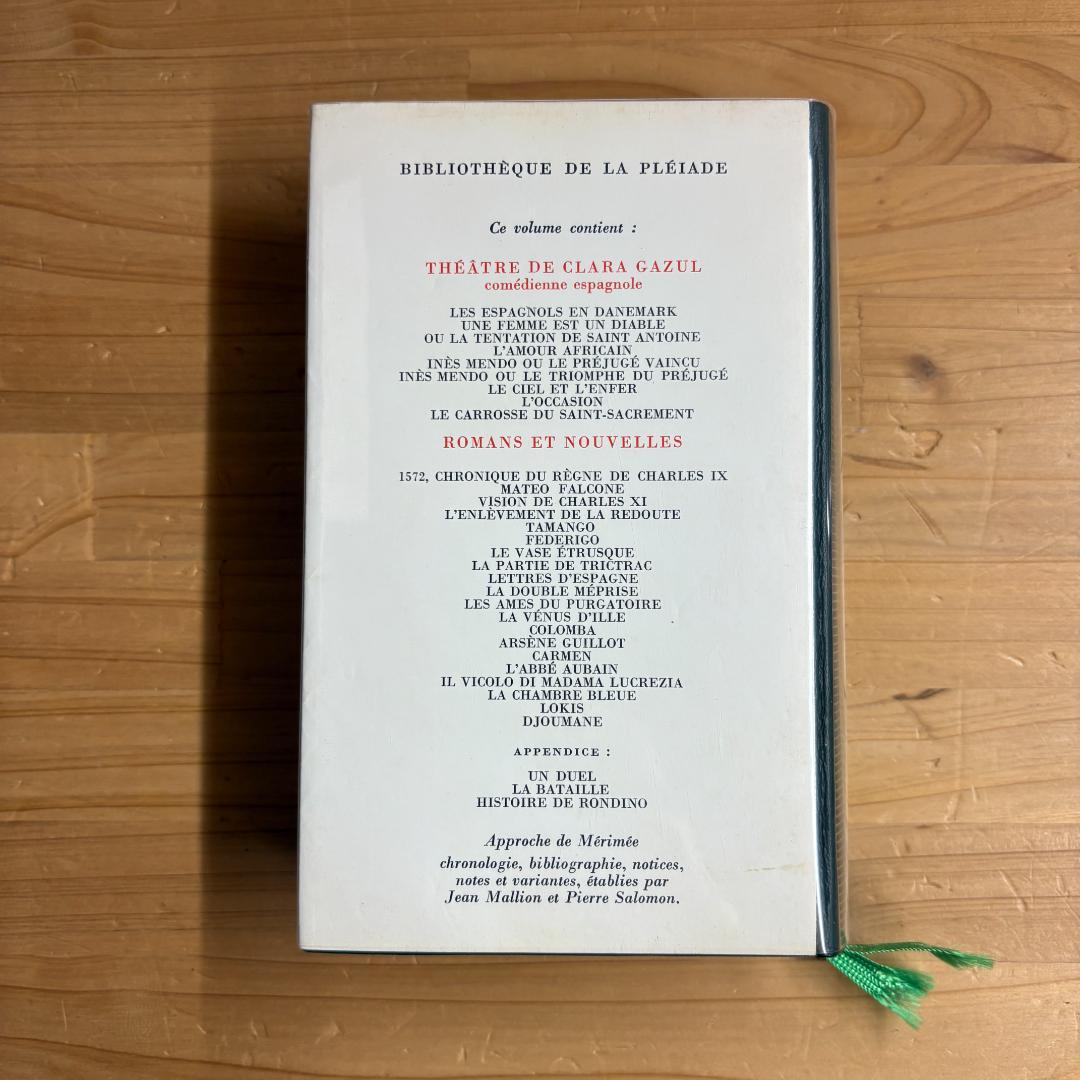 BIBLIOTHÈQUE DE LA PLÉIADE
Ce volume contient :
THÉÂTRE DE CLARA GAZUL
comédienne espagnole
LES ESPAGNOLS EN DANEMARK
UNE FEMME EST UN DIABLE
OU LA TENTATION DE SAINT ANTOINE
L'AMOUR AFRICAIN
INÈS MENDO OU LE PRÉJUGÉ VAINCU
INÈS MENDO OU LE TRIOMPHE DU PRÉJUGÉ
LE CIEL ET L'ENFER
L'OCCASION
LE CARROSSE DU SAINT-SACREMENT
ROMANS ET NOUVELLES
1572, CHRONIQUE DU RÈGNE DE CHARLES IX
MATEO FALCONE
VISION DE CHARLES XI
L'ENLÈVEMENT DE LA REDOUTE
TAMANGO
FEDERIGO
LE VASE ÉTRUSQUE
LA PARTIE DE TRICTRAC
LETTRES D'ESPAGNE
LA DOUBLE MÉPRISE
LES AMES DU PURGATOIRE
LA VÉNUS D'ILLE
COLOMBA
ARSÈNE GUILLOT
CARMEN
L'ABBÉ AUBAIN
IL VICOLO DI MADAMA LUCREZIA
LA CHAMBRE BLEUE
LOKIS
DJOUMANE
APPENDICE :
UN DUEL
LA BATAILLE
HISTOIRE DE RONDINO
Approche de Mérimée
chronologie, bibliographie, notices,
notes et variantes, établies par
Jean Mallion et Pierre Salomon.